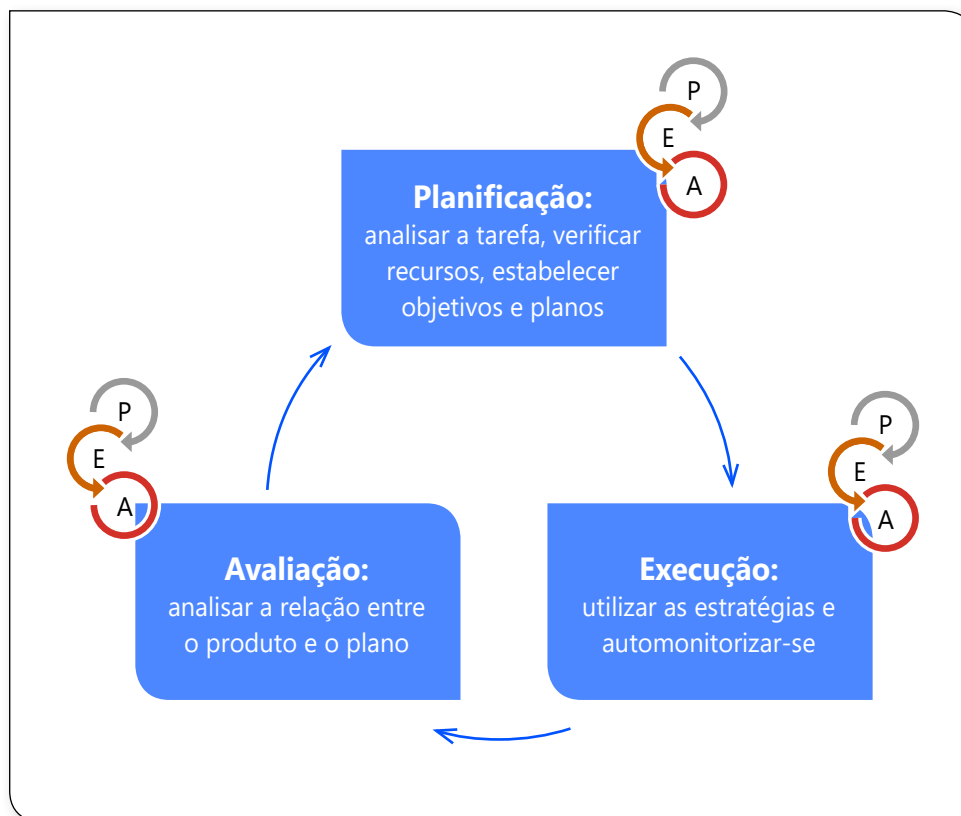 P
E
A
Planificação:
analisar a tarefa, verificar
recursos, estabelecer
objetivos e planos
P
E
A
Avaliação:
analisar a relação entre
o produto e o plano
P
E
A
Execução:
utilizar as estratégias e
automonitorizar-se